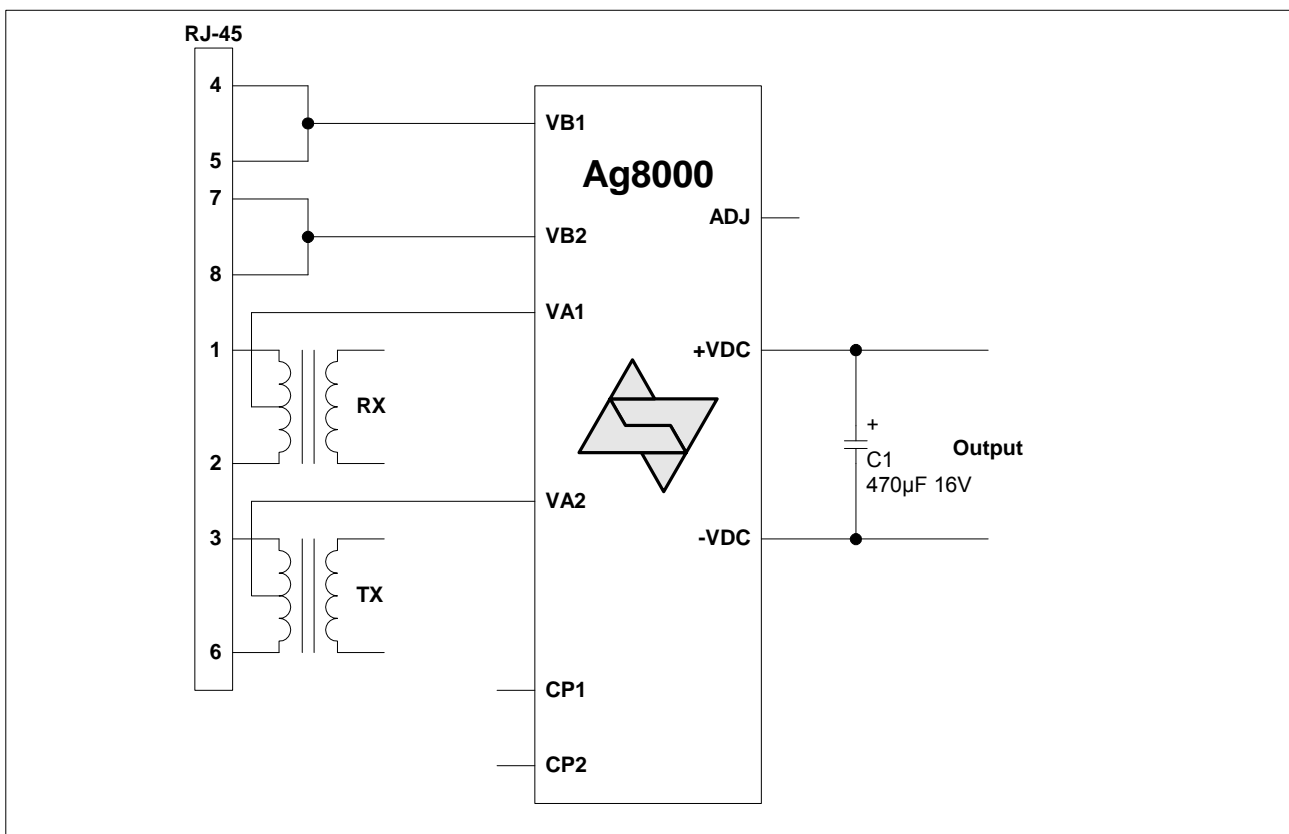 RJ-45
4
5
7
8
1
2
3
6
RX
TX
VB1
VB2
VA1
VA2
CP1
CP2
Ag8000
ADJ
+VDC
-VDC
+
C1
470µF 16V
Output